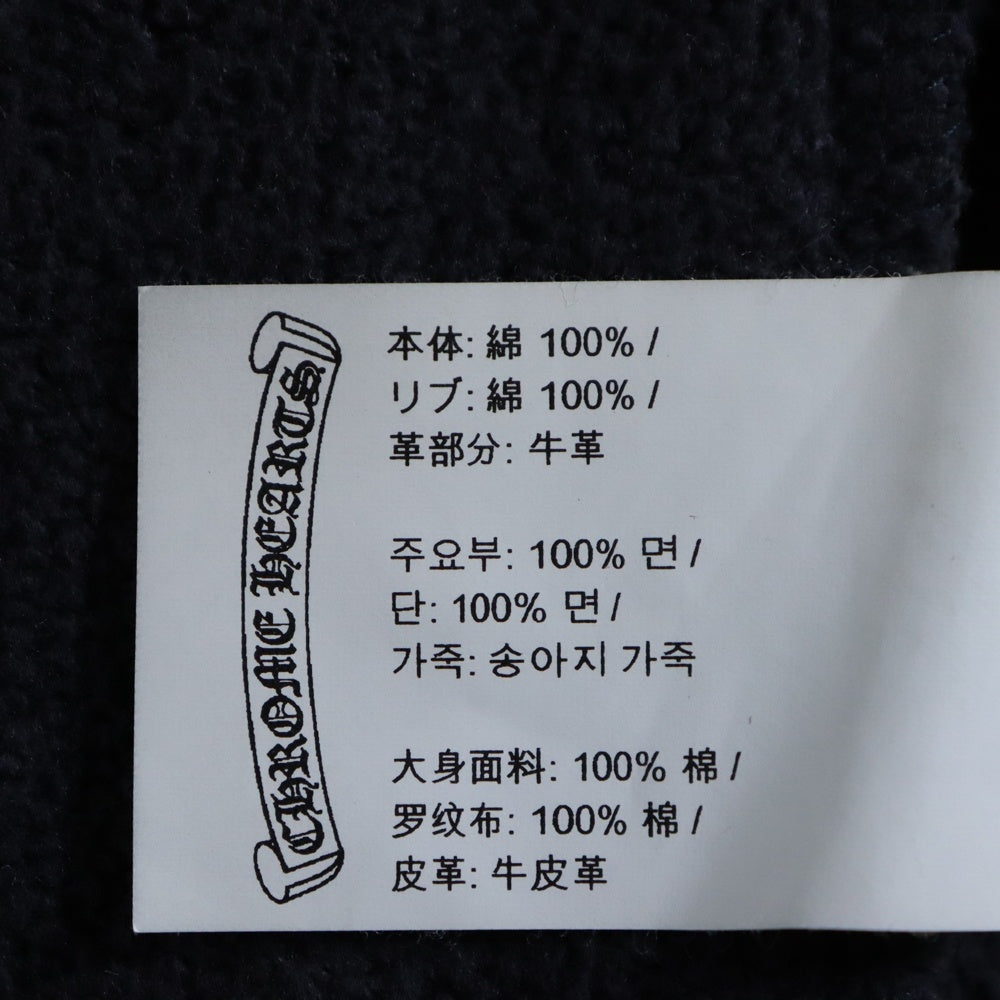 CHROME HEARTS
本体: 綿 100% /
リブ: 綿 100% /
革部分: 牛革
주요부: 100% 면 /
단: 100% 면 /
가죽: 송아지 가죽
大身面料: 100% 棉 /
罗纹布: 100% 棉 /
皮革: 牛皮革